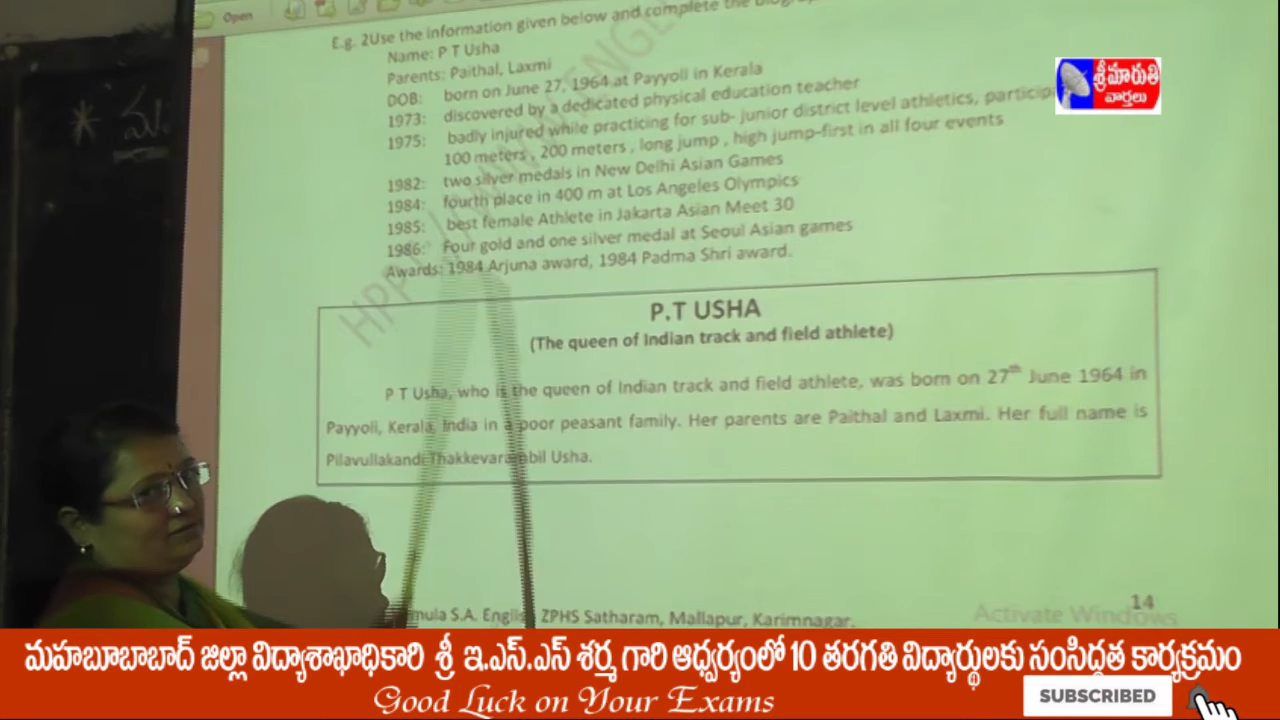 Open
E.g. 2Use the information given below and complete the
Name: P T Usha
Parents: Paithal, Laxmi
DOB: born on June 27, 1964 at Payyoli in Kerala
1973: discovered by a dedicated physical education teacher
1975: badly injured while practicing for sub- junior district level athletics,
100 meters , 200 meters , long jump , high jump-first in all four events
1982: two silver medals in New Delhi Asian Games
1984: fourth place in 400 m at Los Angeles Olympics
1985: best female Athlete in Jakarta Asian Meet 30
1986: Four gold and one silver medal at Seoul Asian games
Awards: 1984 Arjuna award, 1984 Padma Shri award.
శ్రీమారుతి
వార్తలు
P.T USHA
(The queen of Indian track and field athlete)
P T Usha, who is the queen of Indian track and field athlete, was born on 27th June 1964 in
Payyoli, Kerala, India in a poor peasant family. Her parents are Paithal and Laxmi. Her full name is
Pilavullakandi Thakkevarambil Usha.
14
S.A. English ZPHS Satharam, Mallapur, Karimnagar.
Activate Windows
మహబూబాబాద్ జిల్లా విద్యాశాఖాధికారి శ్రీ ఇ.ఎస్.ఎస్ శర్మ గారి ఆధ్వర్యంలో 10 తరగతి విద్యార్థులకు సంసిద్ధత కార్యక్రమం
Good Luck on Your Exams
SUBSCRIBED